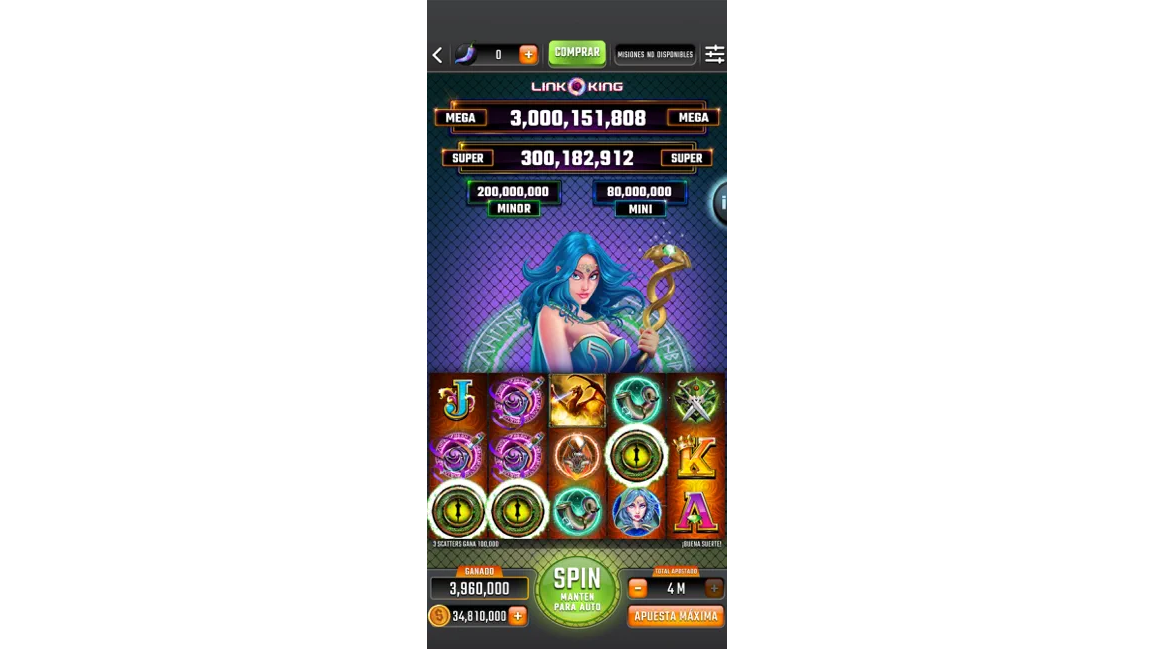 0 + COMPRAR MISIONES NO DISPONIBLES
LINK KING
MEGA 3,000,151,808 MEGA
SUPER 300,182,912 SUPER
200,000,000 80,000,000
MINOR MINI
i
J
K
A
3 SCATTERS GANA 100,000 ¡BUENA SUERTE!
GANADO
3,960,000
SPIN
MANTEN
PARA AUTO
TOTAL APOSTADO
- 4 M +
$ 34,810,000 +
APUESTA MÁXIMA